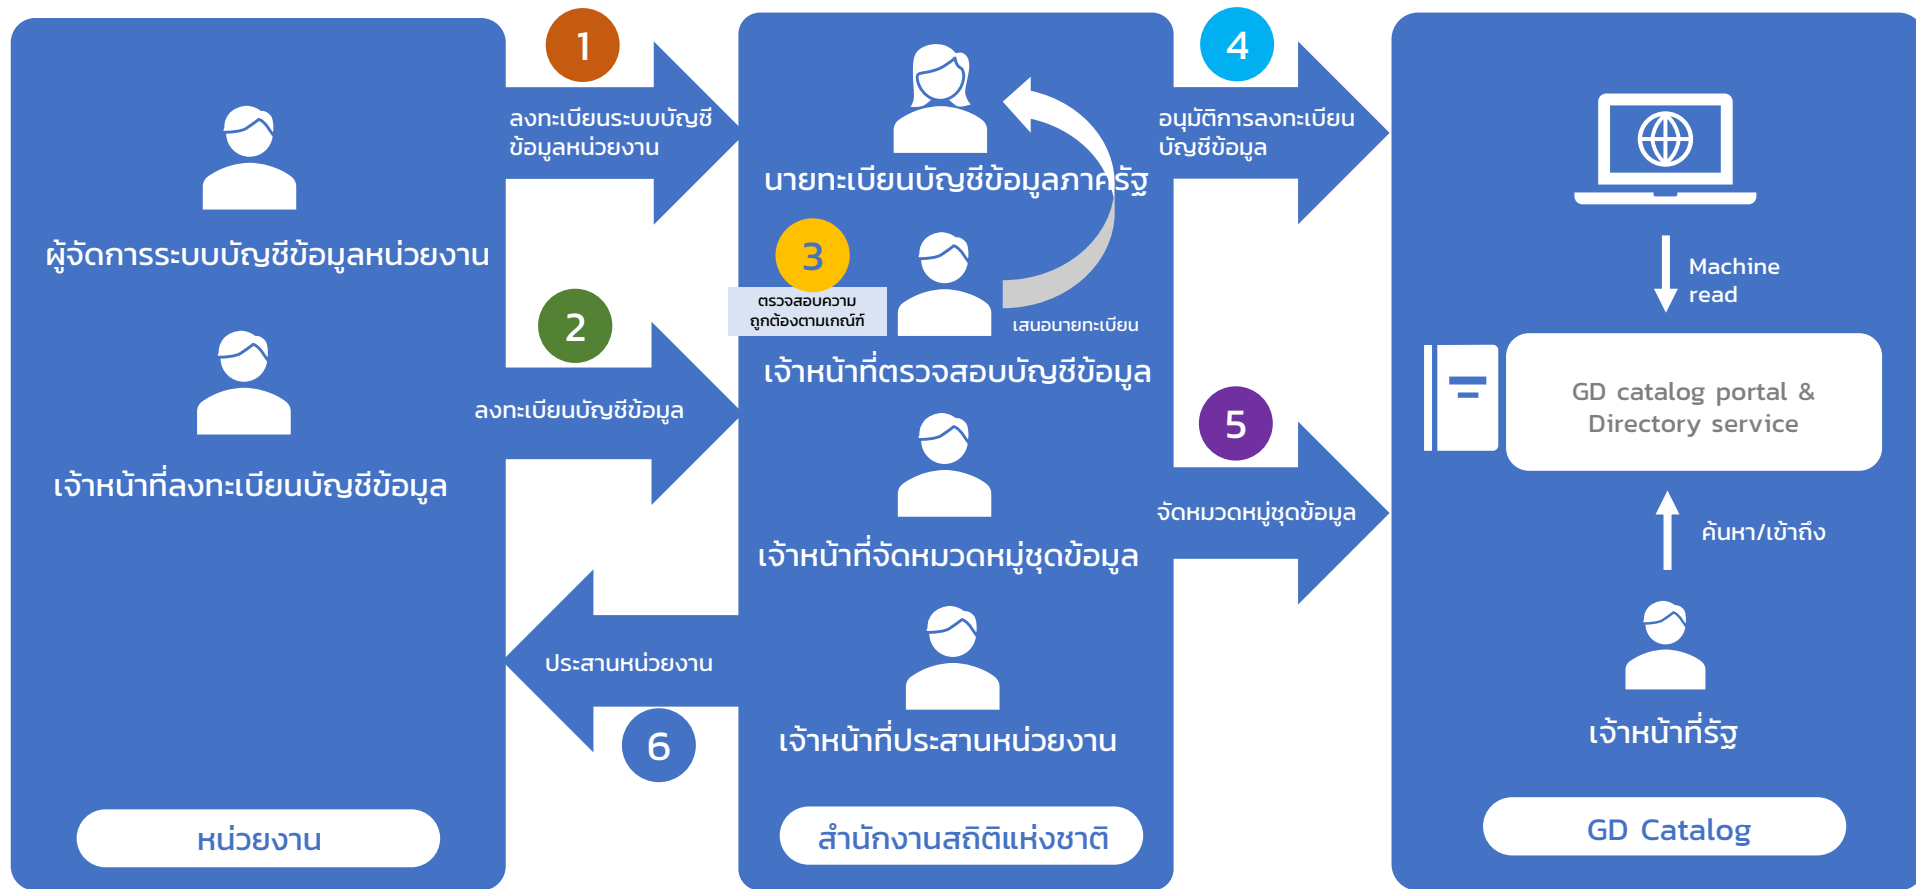 1
ลงทะเบียนระบบบัญชี
ข้อมูลหน่วยงาน
ผู้จัดการระบบบัญชีข้อมูลหน่วยงาน
2
ลงทะเบียนบัญชีข้อมูล
เจ้าหน้าที่ลงทะเบียนบัญชีข้อมูล
ประสานหน่วยงาน
6
หน่วยงาน
นายทะเบียนบัญชีข้อมูลภาครัฐ
3
ตรวจสอบความ
ถูกต้องตามเกณ์ฑ์
เสนอนายทะเบียน
เจ้าหน้าที่ตรวจสอบบัญชีข้อมูล
เจ้าหน้าที่จัดหมวดหมู่ชุดข้อมูล
เจ้าหน้าที่ประสานหน่วยงาน
สำนักงานสถิติแห่งชาติ
4
อนุมัติการลงทะเบียน
บัญชีข้อมูล
5
จัดหมวดหมู่ชุดข้อมูล
Machine
read
GD catalog portal &
Directory service
ค้นหา/เข้าถึง
เจ้าหน้าที่รัฐ
GD Catalog